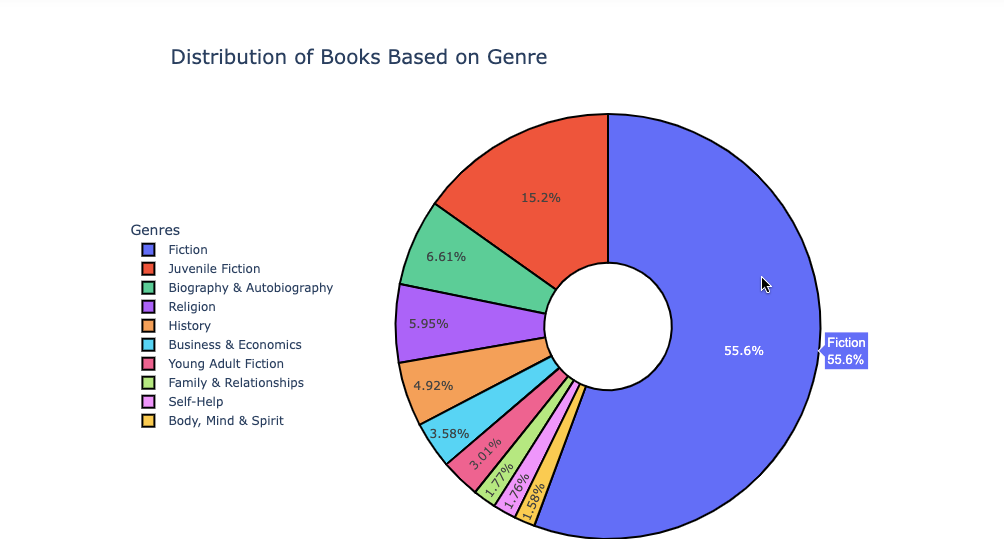 Distribution of Books Based on Genre
Genres
Fiction
Juvenile Fiction
Biography & Autobiography
Religion
History
Business & Economics
Young Adult Fiction
Family & Relationships
Self-Help
Body, Mind & Spirit
15.2%
6.61%
5.95%
4.92%
3.58%
3.01%
1.77%
1.76%
1.58%
55.6%
Fiction
55.6%